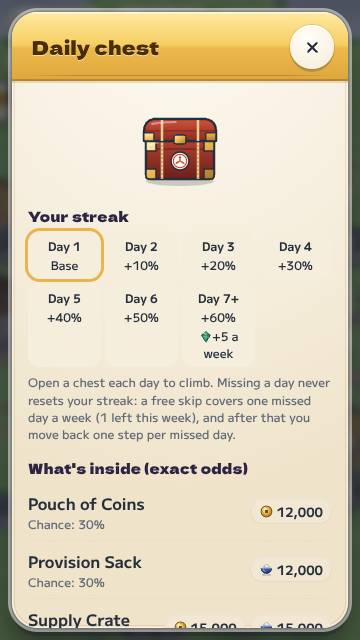 Daily chest
Your streak
Day 1 Day 2 Day 3 Day 4
Base +10% +20% +30%
Day 5 Day 6 Day 7+
+40% +50% +60%
+5 a
week
Open a chest each day to climb. Missing a day never
resets your streak: a free skip covers one missed
day a week (1 left this week), and after that you
move back one step per missed day.
What's inside (exact odds)
Pouch of Coins
12,000
Chance: 30%
Provision Sack
12,000
Chance: 30%
Supply Crate 15,000 15,000